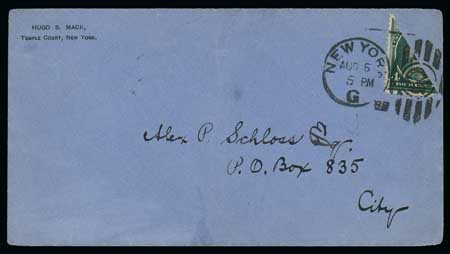 HUGO S. MACK,
TEMPLE COURT, NEW YORK.
NEW YORK
AUG 5
5 PM
G
Alex P. Schloss Esq.
P. O. Box 835
City